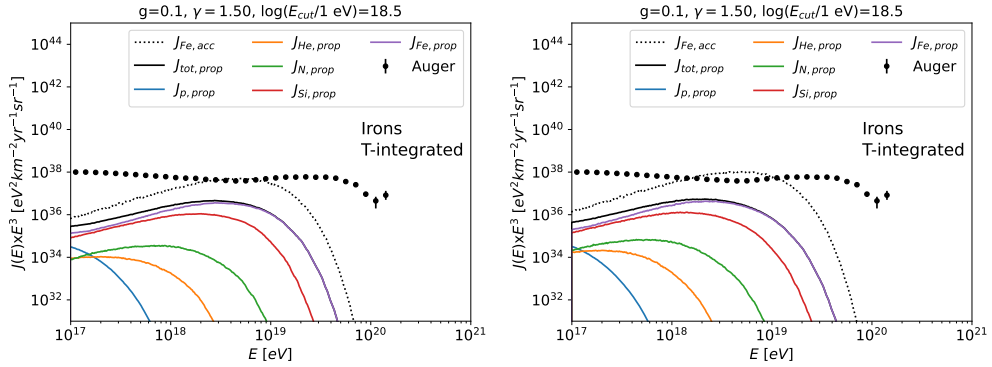 g=0.1, γ = 1.50, log(E_cut/1 eV)=18.5
J(E)xE^3 [eV^2km^−2yr^−1sr^−1]
10^44
10^42
10^40
10^38
10^36
10^34
10^32
J_Fe, acc
J_tot, prop
J_p, prop
J_He, prop
J_N, prop
J_Si, prop
J_Fe, prop
Auger
Irons
T-integrated
10^17
10^18
10^19
10^20
10^21
E [eV]
g=0.1, γ = 1.50, log(E_cut/1 eV)=18.5
J(E)xE^3 [eV^2km^−2yr^−1sr^−1]
10^44
10^42
10^40
10^38
10^36
10^34
10^32
J_Fe, acc
J_tot, prop
J_p, prop
J_He, prop
J_N, prop
J_Si, prop
J_Fe, prop
Auger
Irons
T-integrated
10^17
10^18
10^19
10^20
10^21
E [eV]